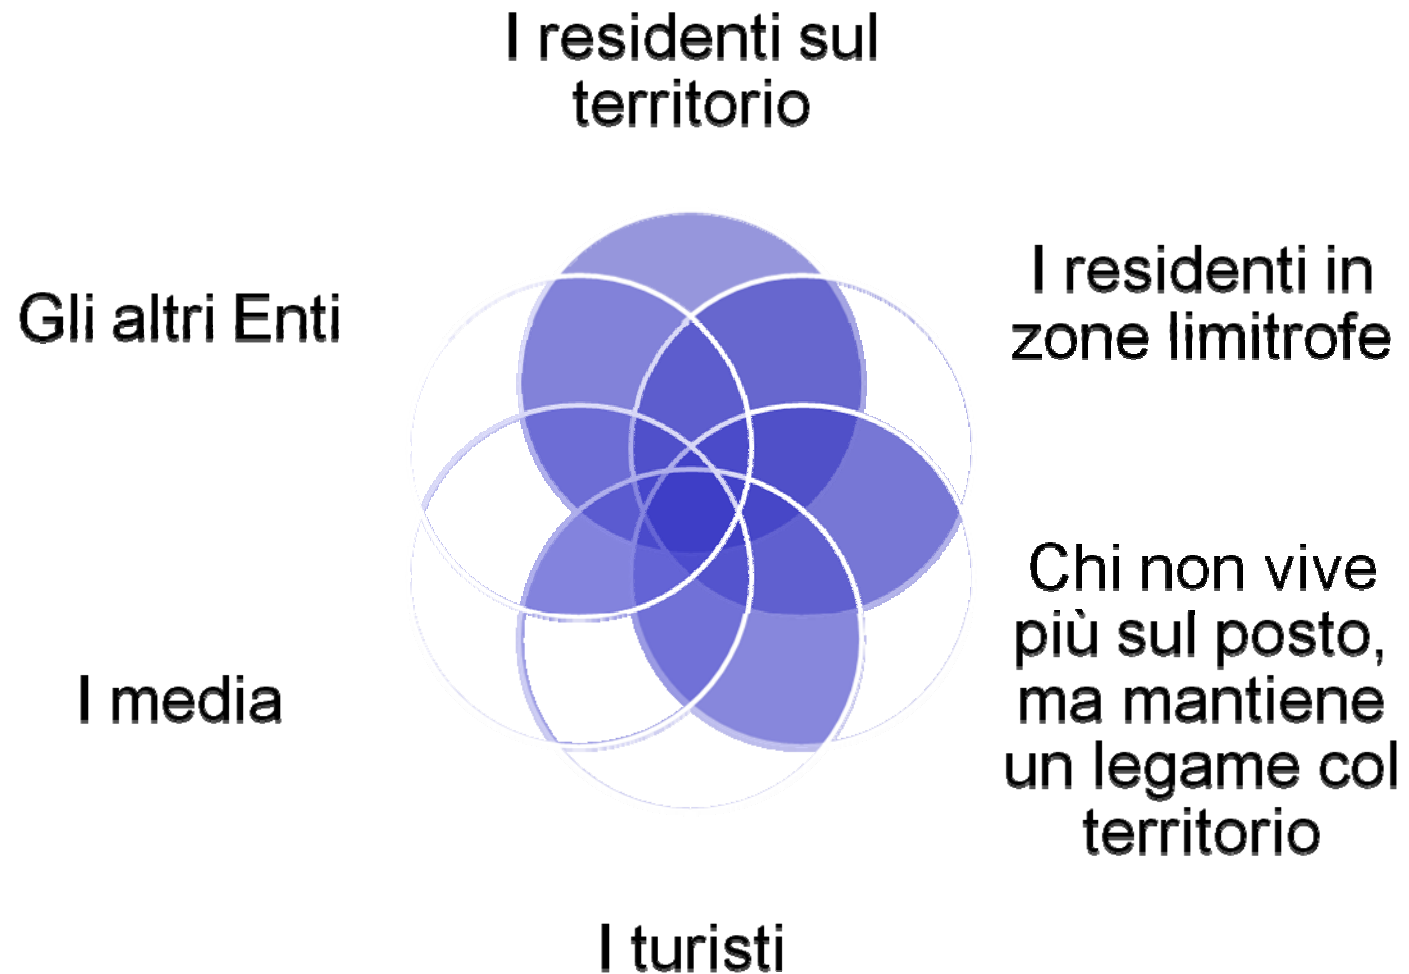 I residenti sul
territorio
I residenti in
zone limitrofe
Chi non vive
più sul posto,
ma mantiene
un legame col
territorio
I turisti
I media
Gli altri Enti